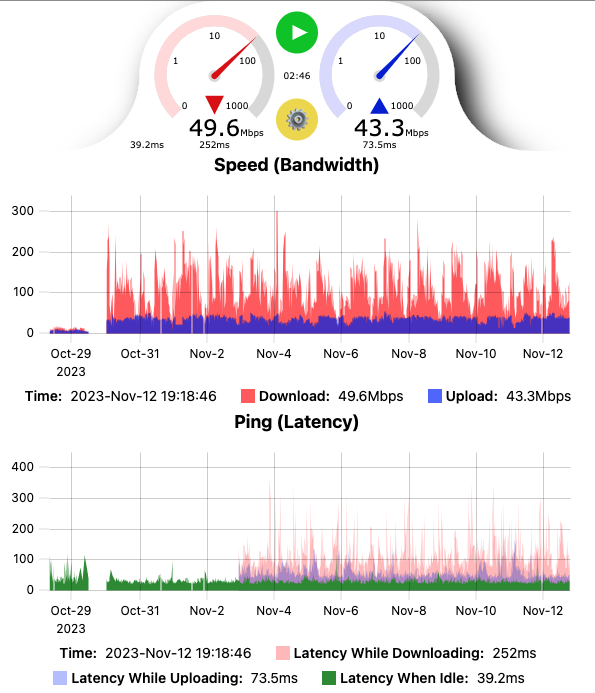 10 10
1 100 1 100
02:46
0 1000 0 1000
49.6Mbps 43.3Mbps
39.2ms 252ms 73.5ms
Speed (Bandwidth)
300
200
100
0
Oct-29 Oct-31 Nov-2 Nov-4 Nov-6 Nov-8 Nov-10 Nov-12
2023
Time: 2023-Nov-12 19:18:46 Download: 49.6Mbps Upload: 43.3Mbps
Ping (Latency)
400
300
200
100
0
Oct-29 Oct-31 Nov-2 Nov-4 Nov-6 Nov-8 Nov-10 Nov-12
2023
Time: 2023-Nov-12 19:18:46 Latency While Downloading: 252ms
Latency While Uploading: 73.5ms Latency When Idle: 39.2ms